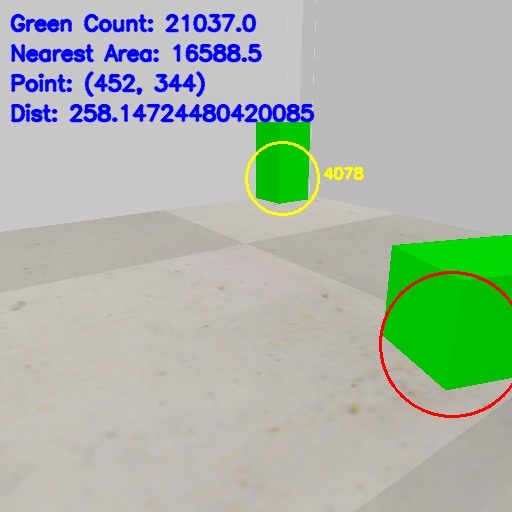 Green Count: 21037.0
Nearest Area: 16588.5
Point: (452, 344)
Dist: 258.14724480420085
4078